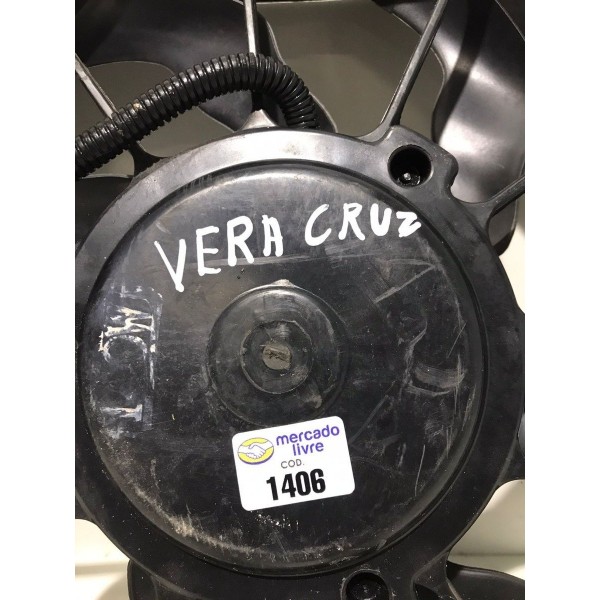 VERA CRUZ
mercado
livre
COD.
1406